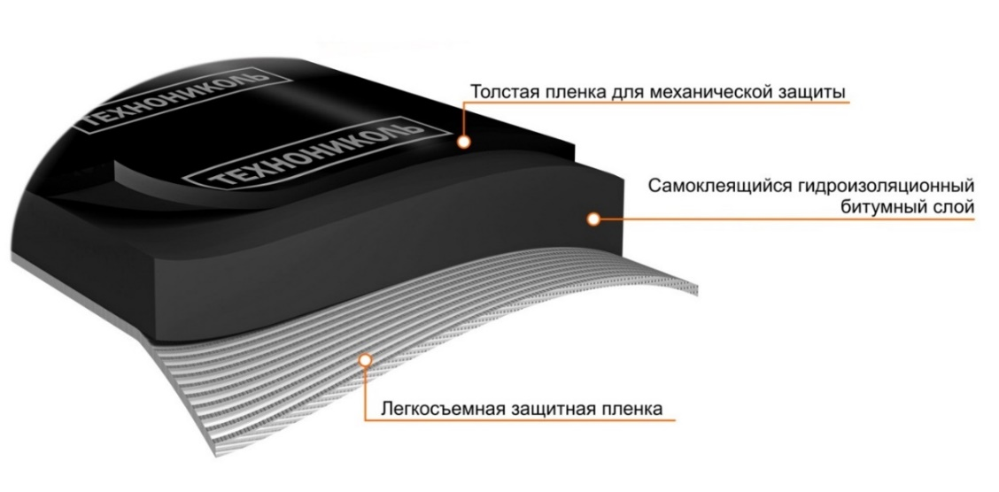 ТЕХНОНИКОЛЬ
Толстая пленка для механической защиты
ТЕХНОНИКОЛЬ
Самоклеящийся гидроизоляционный
битумный слой
Легкосъемная защитная пленка